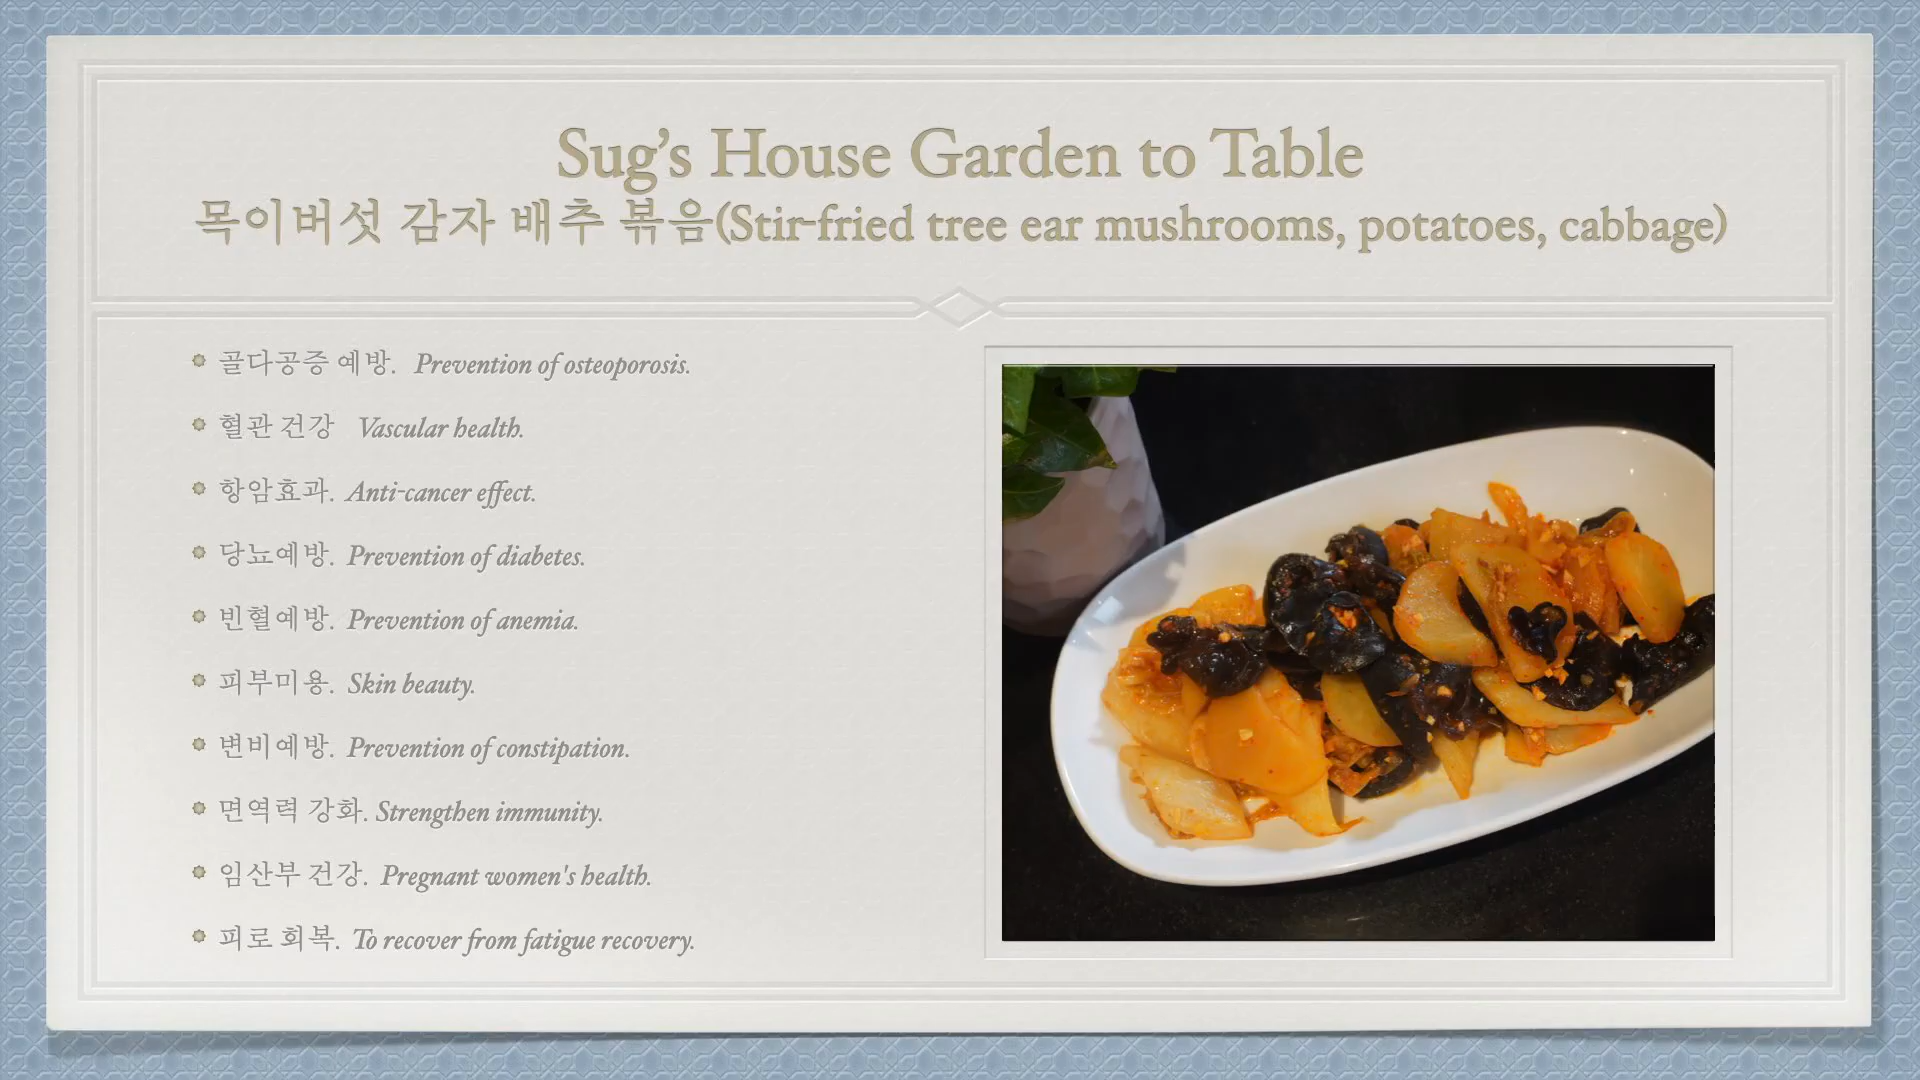 Sug’s House Garden to Table
목이버섯 감자 배추 볶음(Stir-fried tree ear mushrooms, potatoes, cabbage)
골다공증 예방. Prevention of osteoporosis.
혈관 건강 Vascular health.
항암효과. Anti-cancer effect.
당뇨예방. Prevention of diabetes.
빈혈예방. Prevention of anemia.
피부미용. Skin beauty.
변비예방. Prevention of constipation.
면역력 강화. Strengthen immunity.
임산부 건강. Pregnant women's health.
피로 회복. To recover from fatigue recovery.